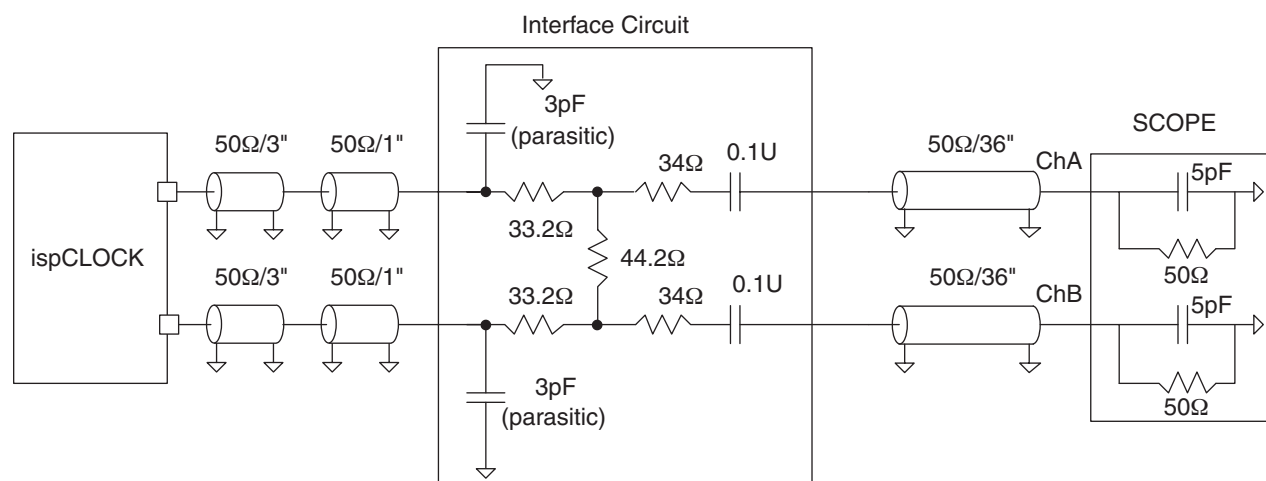 Interface Circuit
3pF
(parasitic)
SCOPE
50Ω/3"
50Ω/1"
34Ω
0.1U
50Ω/36"
ChA
5pF
33.2Ω
50Ω
ispCLOCK
44.2Ω
50Ω/3"
50Ω/1"
33.2Ω
34Ω
0.1U
50Ω/36"
ChB
5pF
3pF
(parasitic)
50Ω